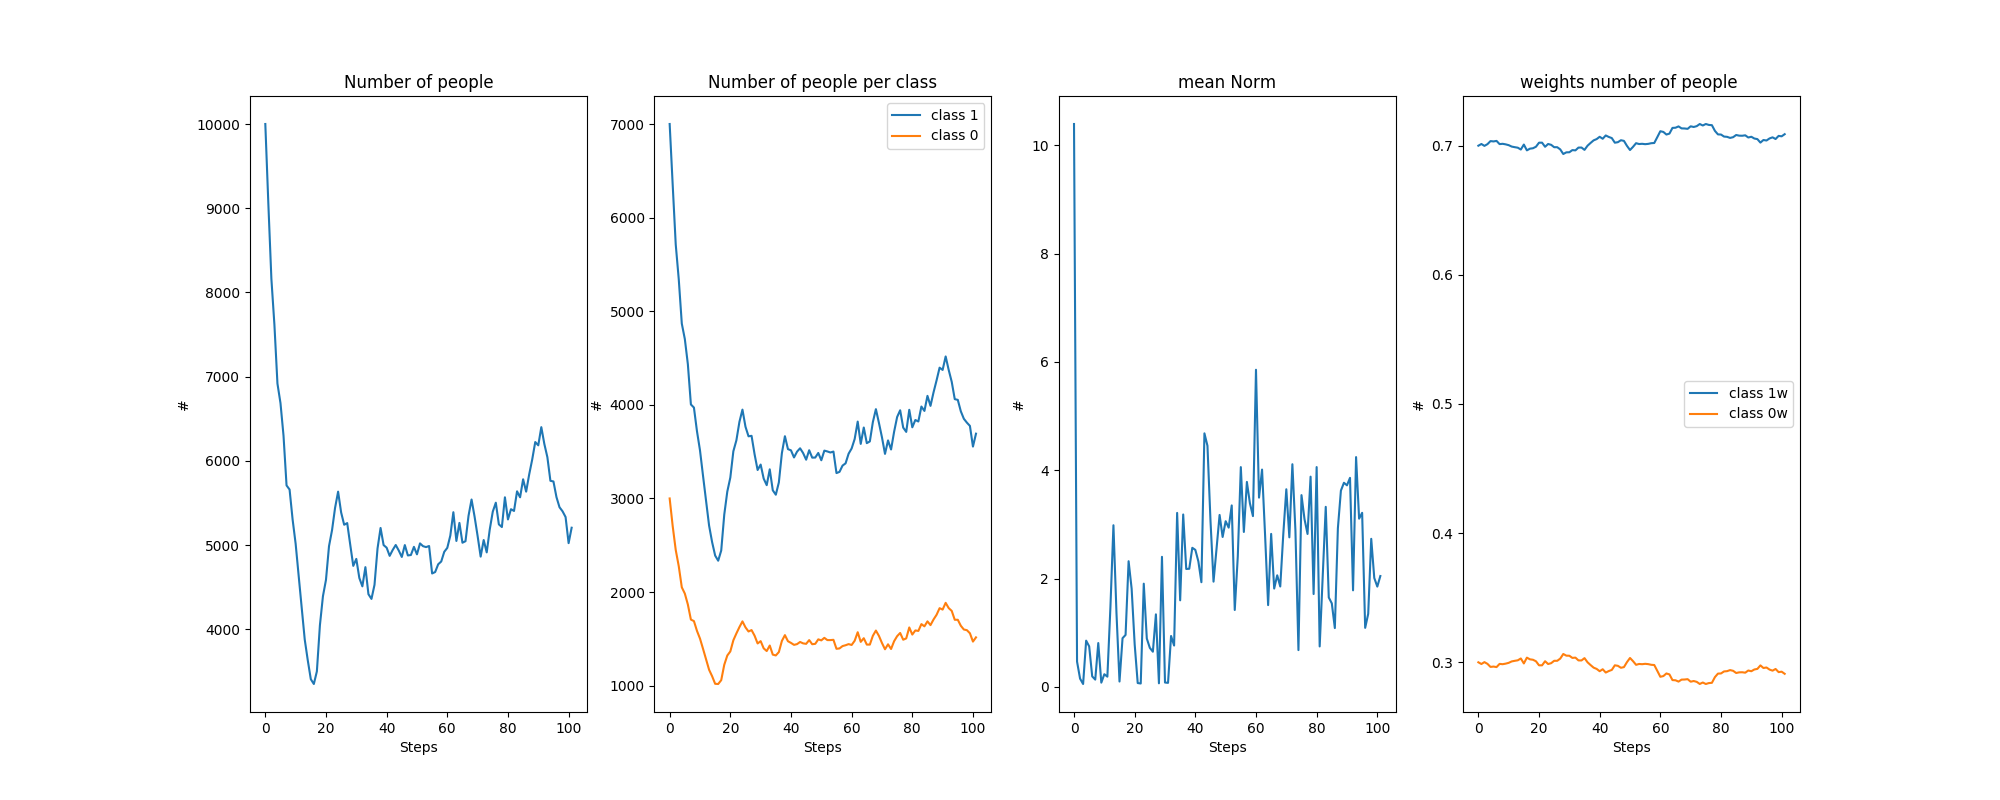 Number of people
10000
9000
8000
7000
6000
5000
4000
#
0 20 40 60 80 100
Steps
Number of people per class
class 1
class 0
7000
6000
5000
4000
3000
2000
1000
#
0 20 40 60 80 100
Steps
mean Norm
10
8
6
4
2
0
#
0 20 40 60 80 100
Steps
weights number of people
0.7
0.6
0.5
0.4
0.3
#
class 1w
class 0w
0 20 40 60 80 100
Steps